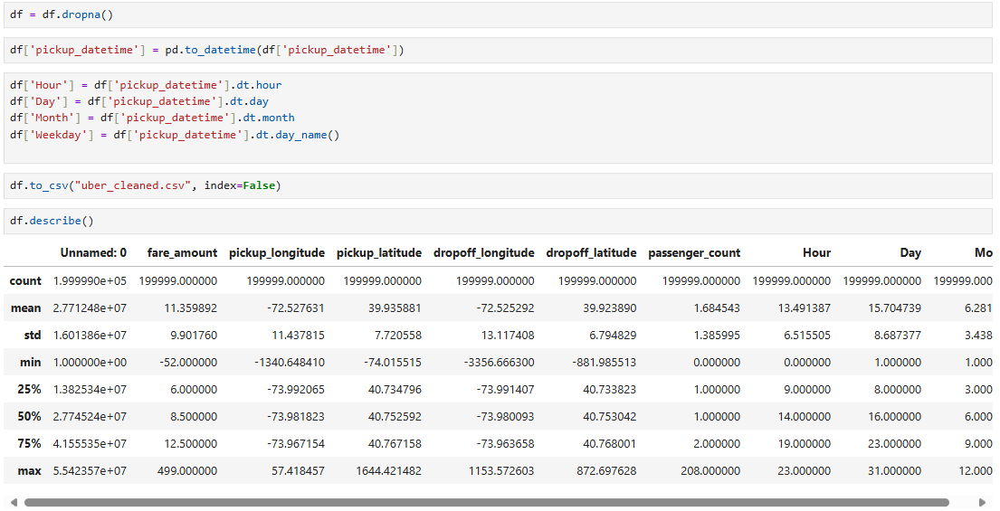 df = df.dropna()
df['pickup_datetime'] = pd.to_datetime(df['pickup_datetime'])
df['Hour'] = df['pickup_datetime'].dt.hour
df['Day'] = df['pickup_datetime'].dt.day
df['Month'] = df['pickup_datetime'].dt.month
df['Weekday'] = df['pickup_datetime'].dt.day_name()
df.to_csv("uber_cleaned.csv", index=False)
df.describe()
Unnamed: 0 fare_amount pickup_longitude pickup_latitude dropoff_longitude dropoff_latitude passenger_count Hour Day Mo
count 1.999990e+05 199999.000000 199999.000000 199999.000000 199999.000000 199999.000000 199999.000000 199999.000000 199999.000000 199999.000
mean 2.771248e+07 11.359892 -72.527631 39.935881 -72.525292 39.923890 1.684543 13.491387 15.704739 6.281
std 1.601386e+07 9.901760 11.437815 7.720558 13.117408 6.794829 1.385995 6.515505 8.687377 3.438
min 1.000000e+00 -52.000000 -1340.648410 -74.015515 -3356.666300 -881.985513 0.000000 0.000000 1.000000 1.000
25% 1.382534e+07 6.000000 -73.992065 40.734796 -73.991407 40.733823 1.000000 9.000000 8.000000 3.000
50% 2.774524e+07 8.500000 -73.981823 40.752592 -73.980093 40.753042 1.000000 14.000000 16.000000 6.000
75% 4.155535e+07 12.500000 -73.967154 40.767158 -73.963658 40.768001 2.000000 19.000000 23.000000 9.000
max 5.542357e+07 499.000000 57.418457 1644.421482 1153.572603 872.697628 208.000000 23.000000 31.000000 12.000